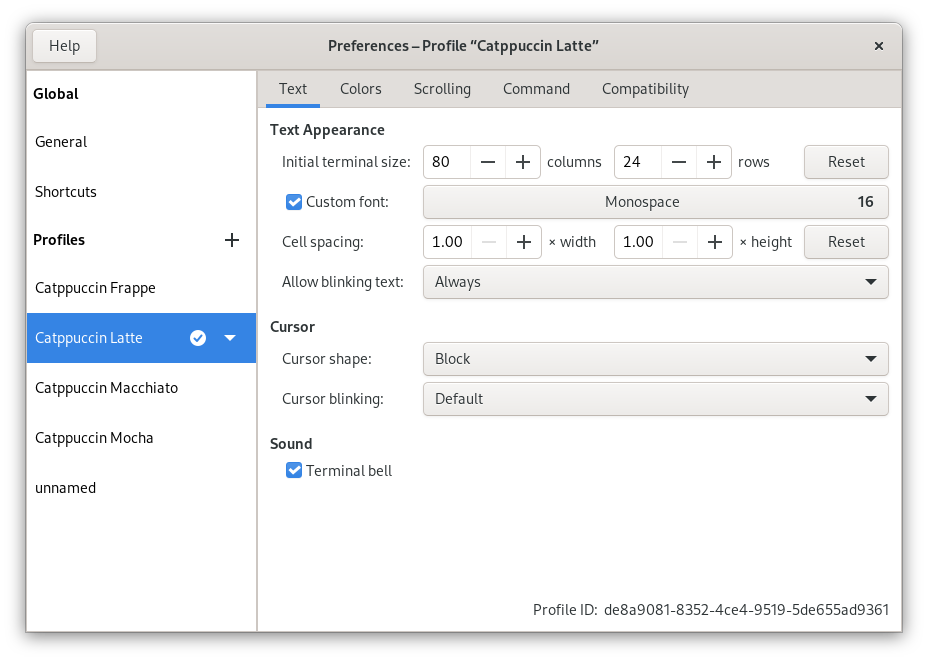 Help
Preferences – Profile “Catppuccin Latte”
Global
General
Shortcuts
Profiles
Catppuccin Frappe
Catppuccin Latte
Catppuccin Macchiato
Catppuccin Mocha
unnamed
Text Colors Scrolling Command Compatibility
Text Appearance
Initial terminal size: 80 columns 24 rows Reset
Custom font: Monospace 16
Cell spacing: 1.00 × width 1.00 × height Reset
Allow blinking text: Always
Cursor
Cursor shape: Block
Cursor blinking: Default
Sound
Terminal bell
Profile ID: de8a9081-8352-4ce4-9519-5de655ad9361